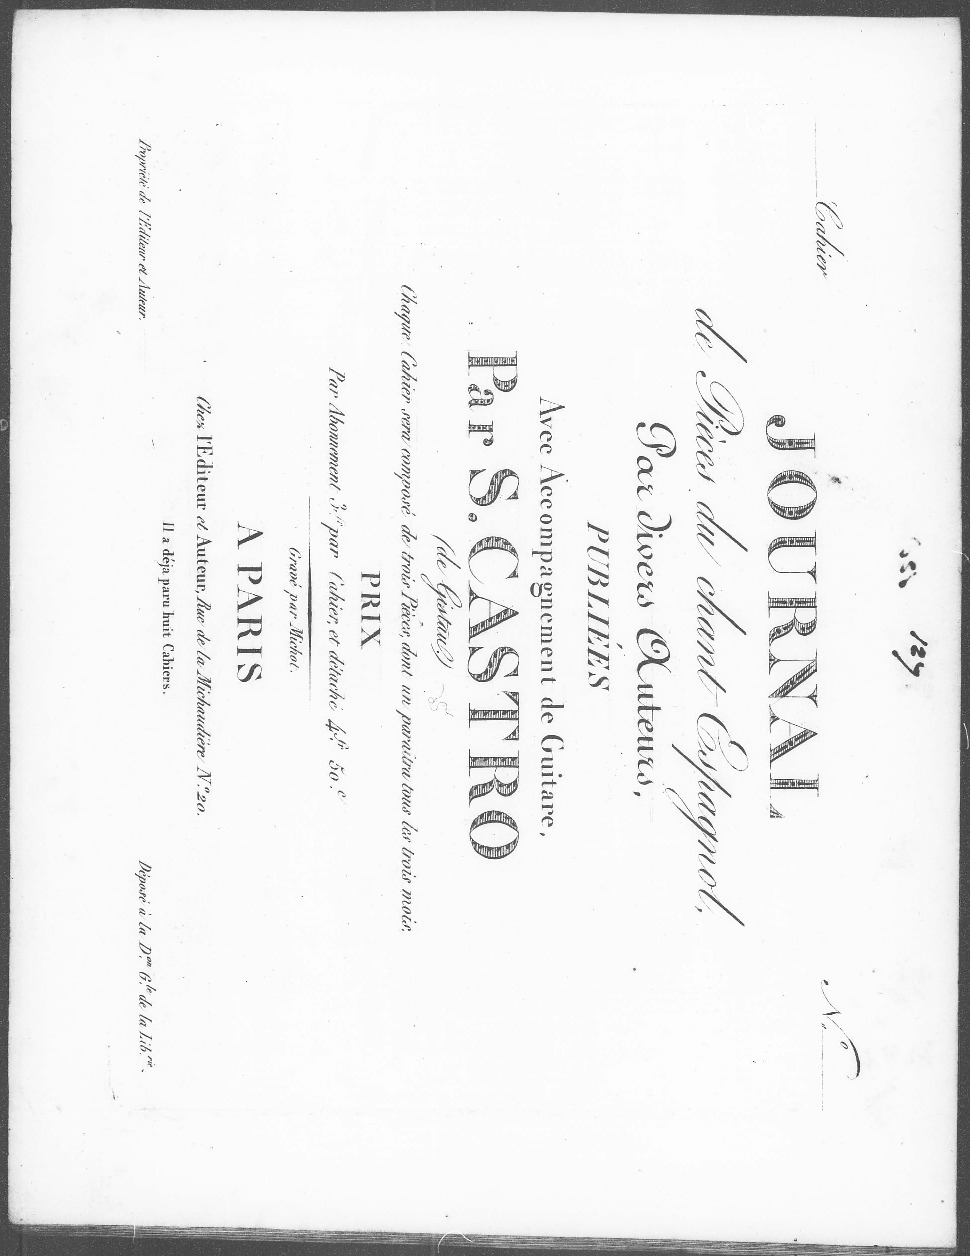 139
Cahier N.º
JOURNAL
de Pièces du chant Espagnol,
Par divers Auteurs,
PUBLIÉES
Avec Accompagnement de Guitare,
Par S. CASTRO
(de Gistau)
Chaque Cahier sera composé de trois Pièces, dont un paraitra tous les trois mois.
PRIX
Par Abonnement 3.f par Cahier, et détaché 4.f 50.c
Gravé par Michot.
A PARIS
Chez l'Editeur et Auteur, Rue de la Michaudière N.º 20.
Il a déja paru huit Cahiers.
Propriété de l'Editeur et Auteur. Déposé à la D.on G.le de la Lib.rie